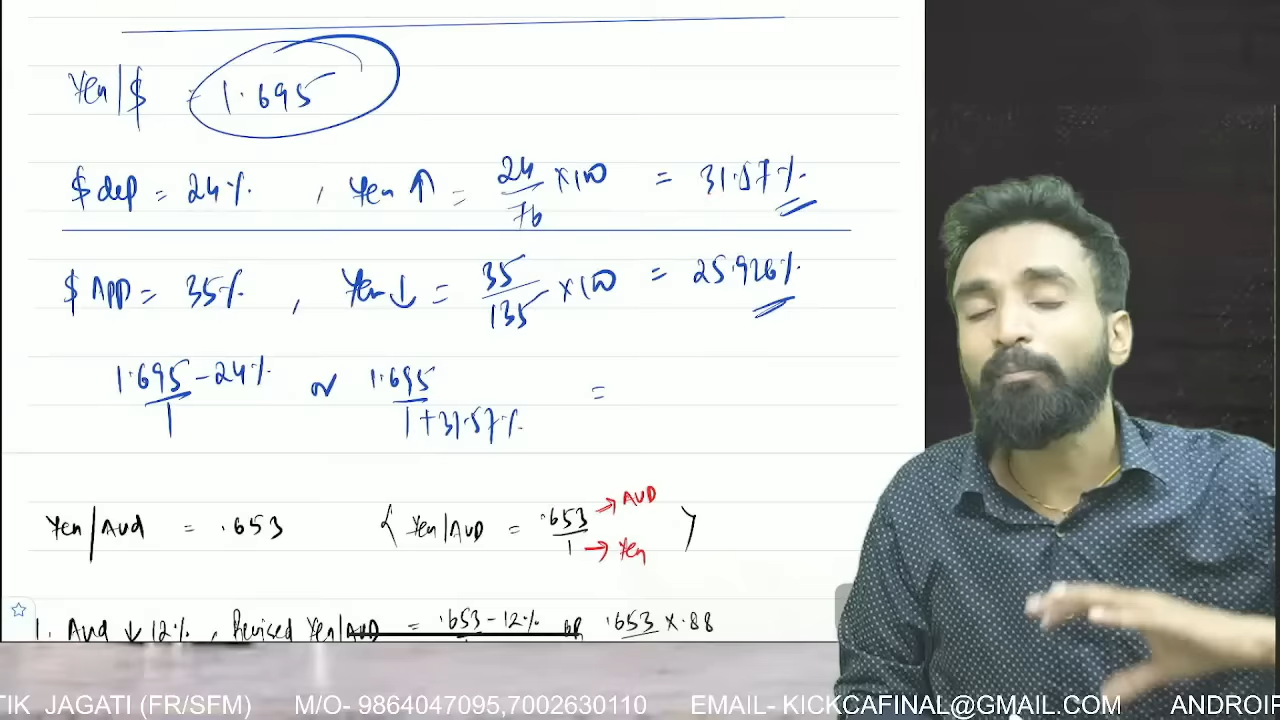 Yen/$ = 1.695
$ dep = 24% , Yen ↑ = 24/76 x100 = 31.57%
$ App = 35% , Yen ↓ = 35/135 x100 = 25.926%
1.695-24%/1 or 1.695/1+31.57% =
Yen/Aud = .653 { Yen/AUD = .653/1 → AUD → Yen }
1. Aud ↓ 12% , Revised Yen/AUD = .653-12% or .653 x .88
TIK JAGATI (FR/SFM) M/O- 9864047095,7002630110 EMAIL- KICKCAFINAL@GMAIL.COM ANDROI